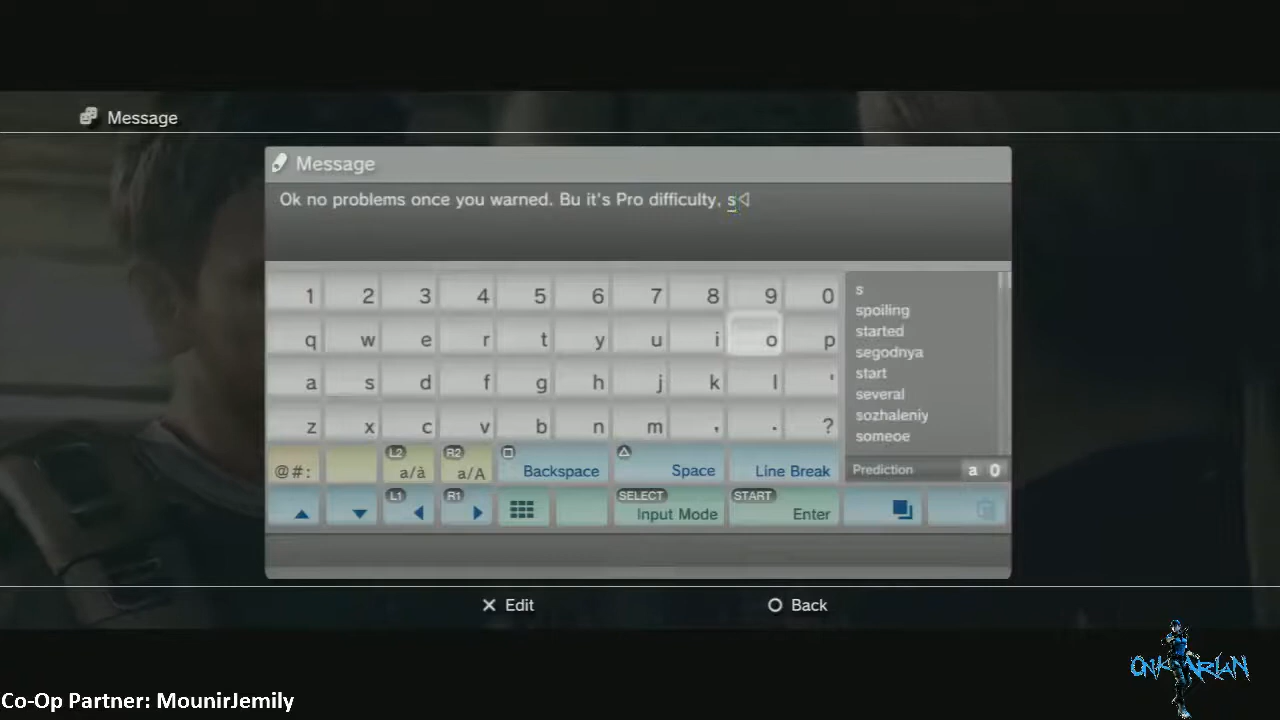 Message
Message
Ok no problems once you warned. Bu it's Pro difficulty, s
1 2 3 4 5 6 7 8 9 0
q w e r t y u i o p
a s d f g h j k l '
z x c v b n m , . ?
s
spoiling
started
segodnya
start
several
sozhaleniy
someoe
Prediction a 0
@#: L2 a/à R2 a/A Backspace Space Line Break
L1 R1 SELECT Input Mode START Enter
Edit Back
ONKARIAN
Co-Op Partner: MounirJemily